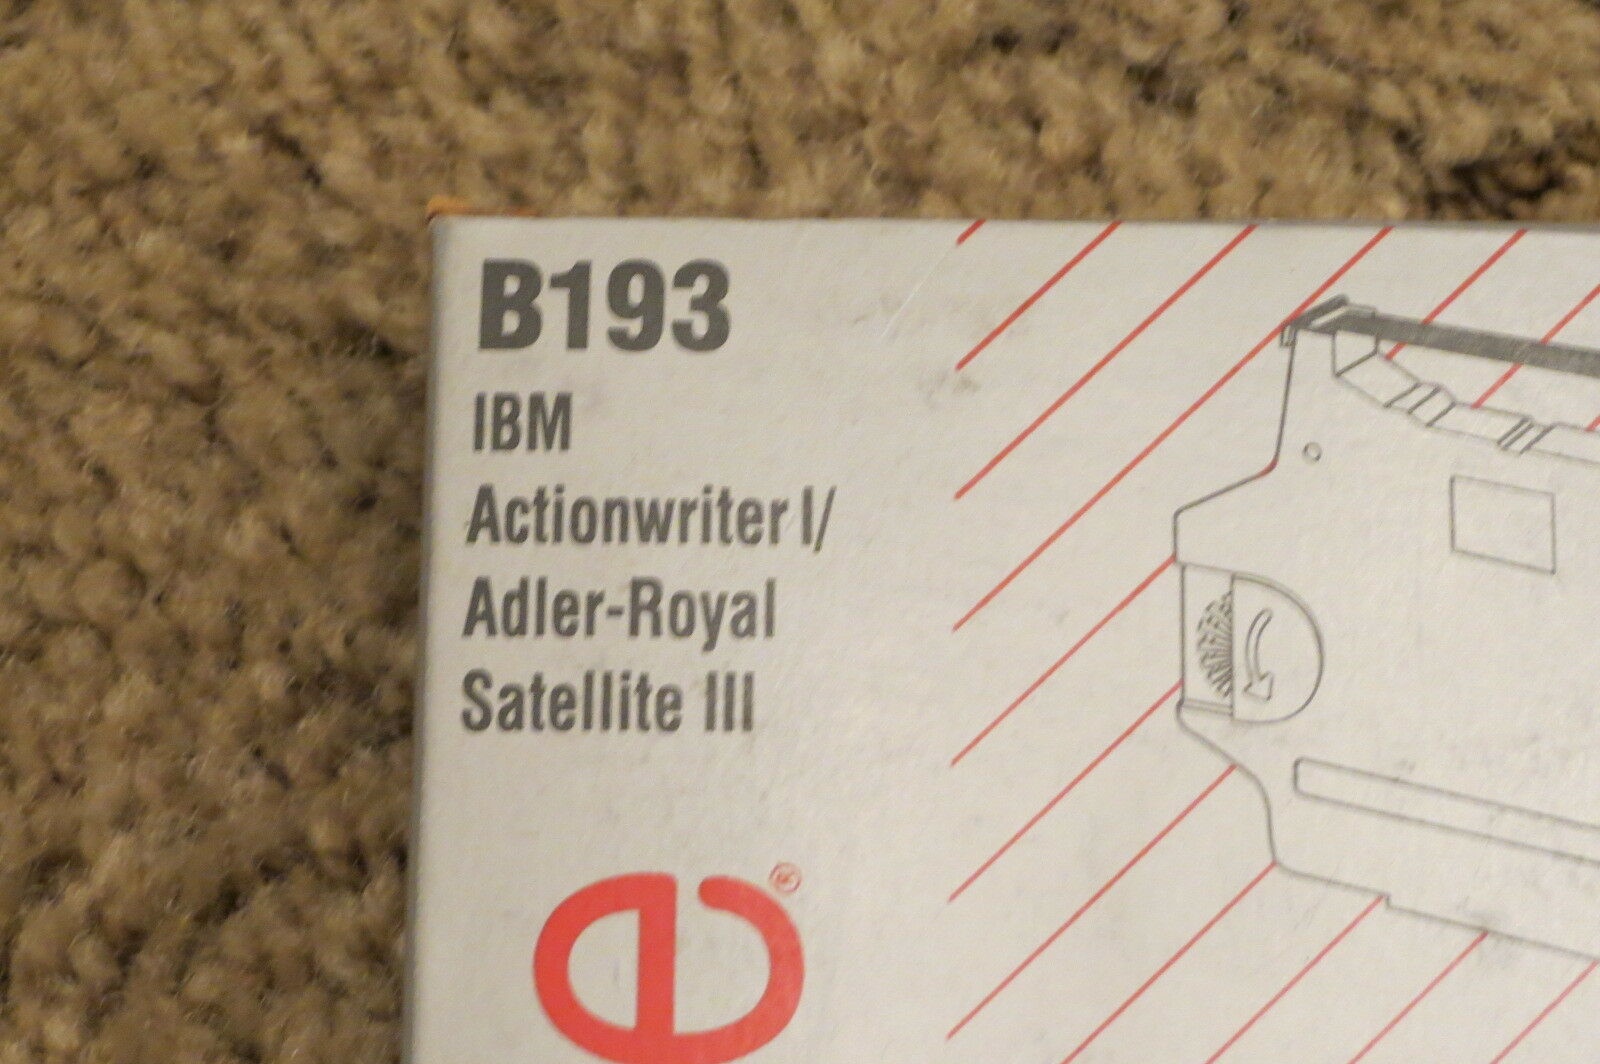 B193
IBM
Actionwriter I/
Adler-Royal
Satellite III
e®